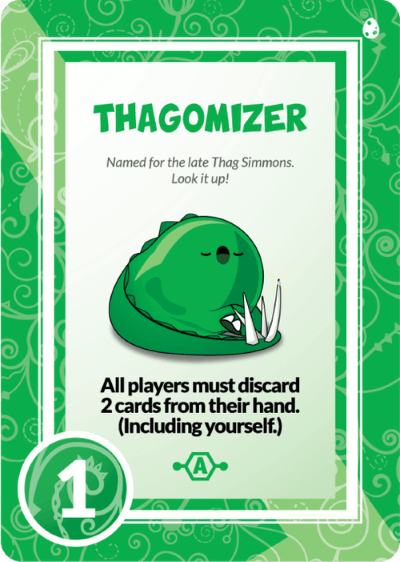 THAGOMIZER
Named for the late Thag Simmons.
Look it up!
All players must discard
2 cards from their hand.
(Including yourself.)
A
1